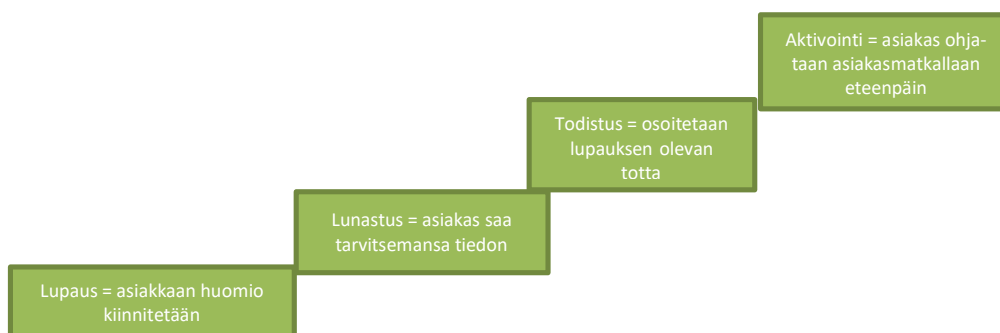 Aktivointi = asiakas ohja-
taan asiakasmatkallaan
eteenpäin
Todistus = osoitetaan
lupauksen olevan
totta
Lunastus = asiakas saa
tarvitsemansa tiedon
Lupaus = asiakkaan huomio
kiinnitetään